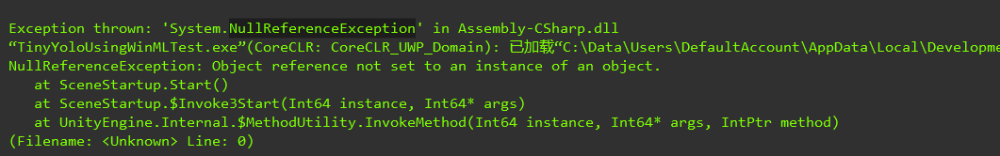 Exception thrown: 'System.NullReferenceException' in Assembly-CSharp.dll
“TinyYoloUsingWinMLTest.exe”(CoreCLR: CoreCLR_UWP_Domain): 已加载“C:\Data\Users\DefaultAccount\AppData\Local\Developme
NullReferenceException: Object reference not set to an instance of an object.
at SceneStartup.Start()
at SceneStartup.$Invoke3Start(Int64 instance, Int64* args)
at UnityEngine.Internal.$MethodUtility.InvokeMethod(Int64 instance, Int64* args, IntPtr method)
(Filename: <Unknown> Line: 0)